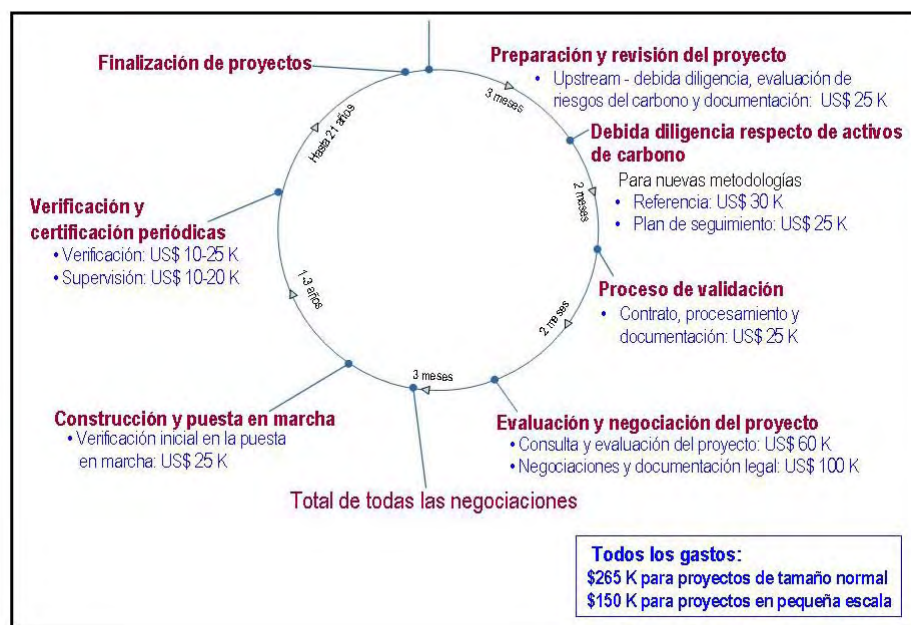 Finalización de proyectos
Preparación y revisión del proyecto
• Upstream - debida diligencia, evaluación de
riesgos del carbono y documentación: US$ 25 K
3 meses
Debida diligencia respecto de activos
de carbono
Para nuevas metodologías
• Referencia: US$ 30 K
• Plan de seguimiento: US$ 25 K
2 meses
Proceso de validación
• Contrato, procesamiento y
documentación: US$ 25 K
2 meses
Evaluación y negociación del proyecto
• Consulta y evaluación del proyecto: US$ 60 K
• Negociaciones y documentación legal: US$ 100 K
3 meses
Total de todas las negociaciones
Construcción y puesta en marcha
• Verificación inicial en la puesta
en marcha: US$ 25 K
1-3 años
Verificación y
certificación periódicas
• Verificación: US$ 10-25 K
• Supervisión: US$ 10-20 K
Hasta 21 años
Todos los gastos:
$265 K para proyectos de tamaño normal
$150 K para proyectos en pequeña escala